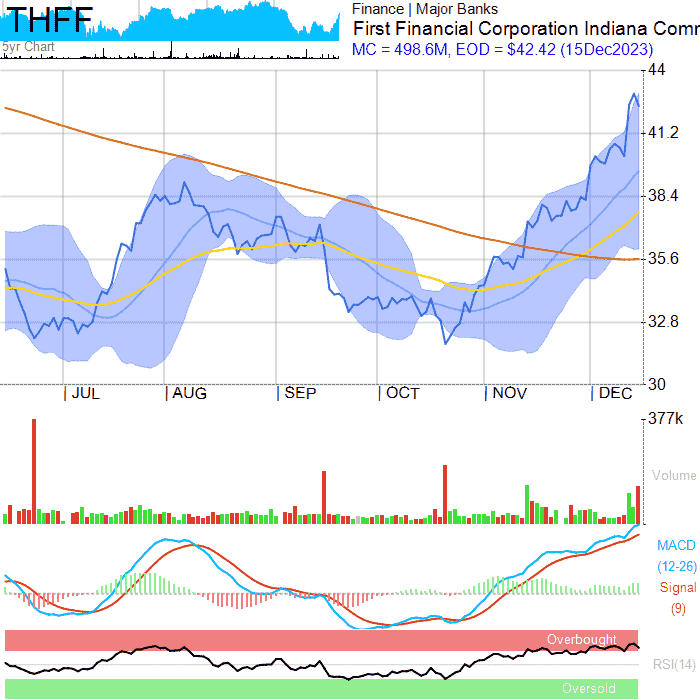 THFF
5yr Chart
Finance | Major Banks
First Financial Corporation Indiana Comm
MC = 498.6M, EOD = $42.42 (15Dec2023)
44
41.2
38.4
35.6
32.8
30
| JUL | AUG | SEP | OCT | NOV | DEC
377k
Volume
MACD
(12-26)
Signal
(9)
Overbought
RSI(14)
Oversold